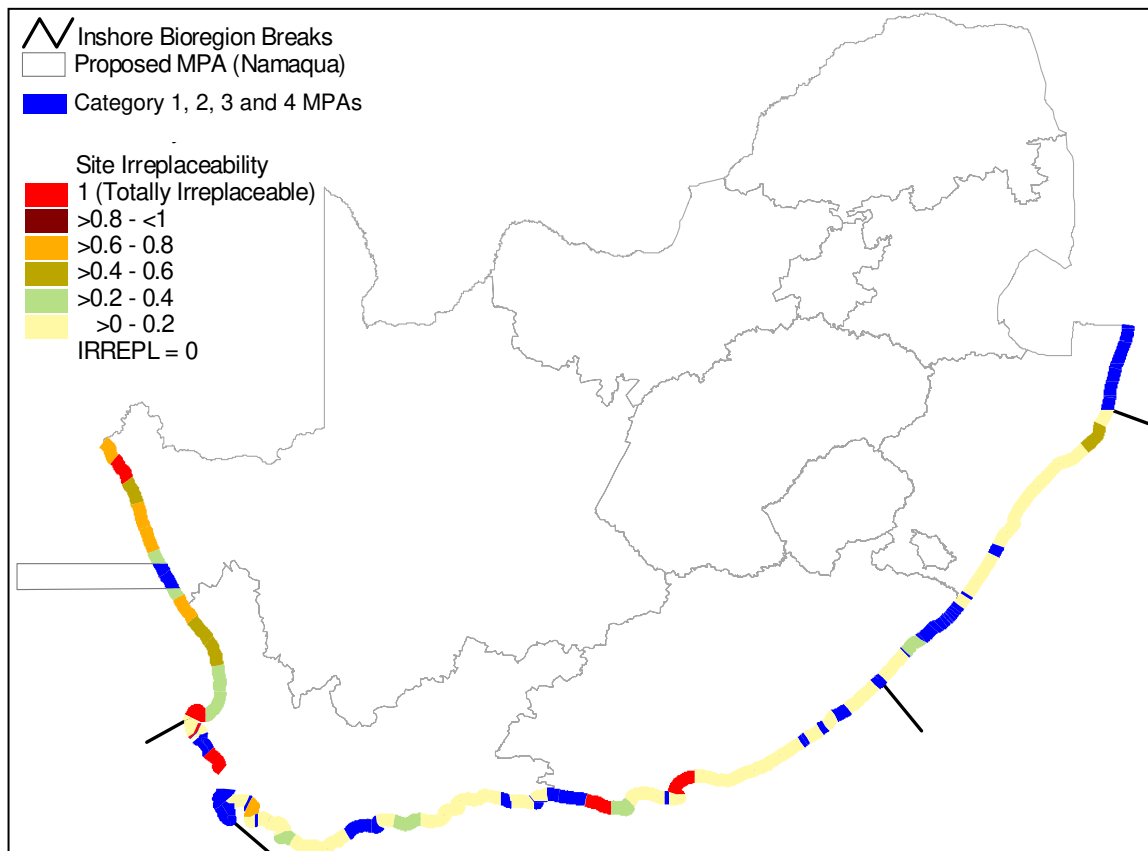 Inshore Bioregion Breaks
Proposed MPA (Namaqua)
Category 1, 2, 3 and 4 MPAs
Site Irreplaceability
1 (Totally Irreplaceable)
>0.8 - <1
>0.6 - 0.8
>0.4 - 0.6
>0.2 - 0.4
>0 - 0.2
IRREPL = 0